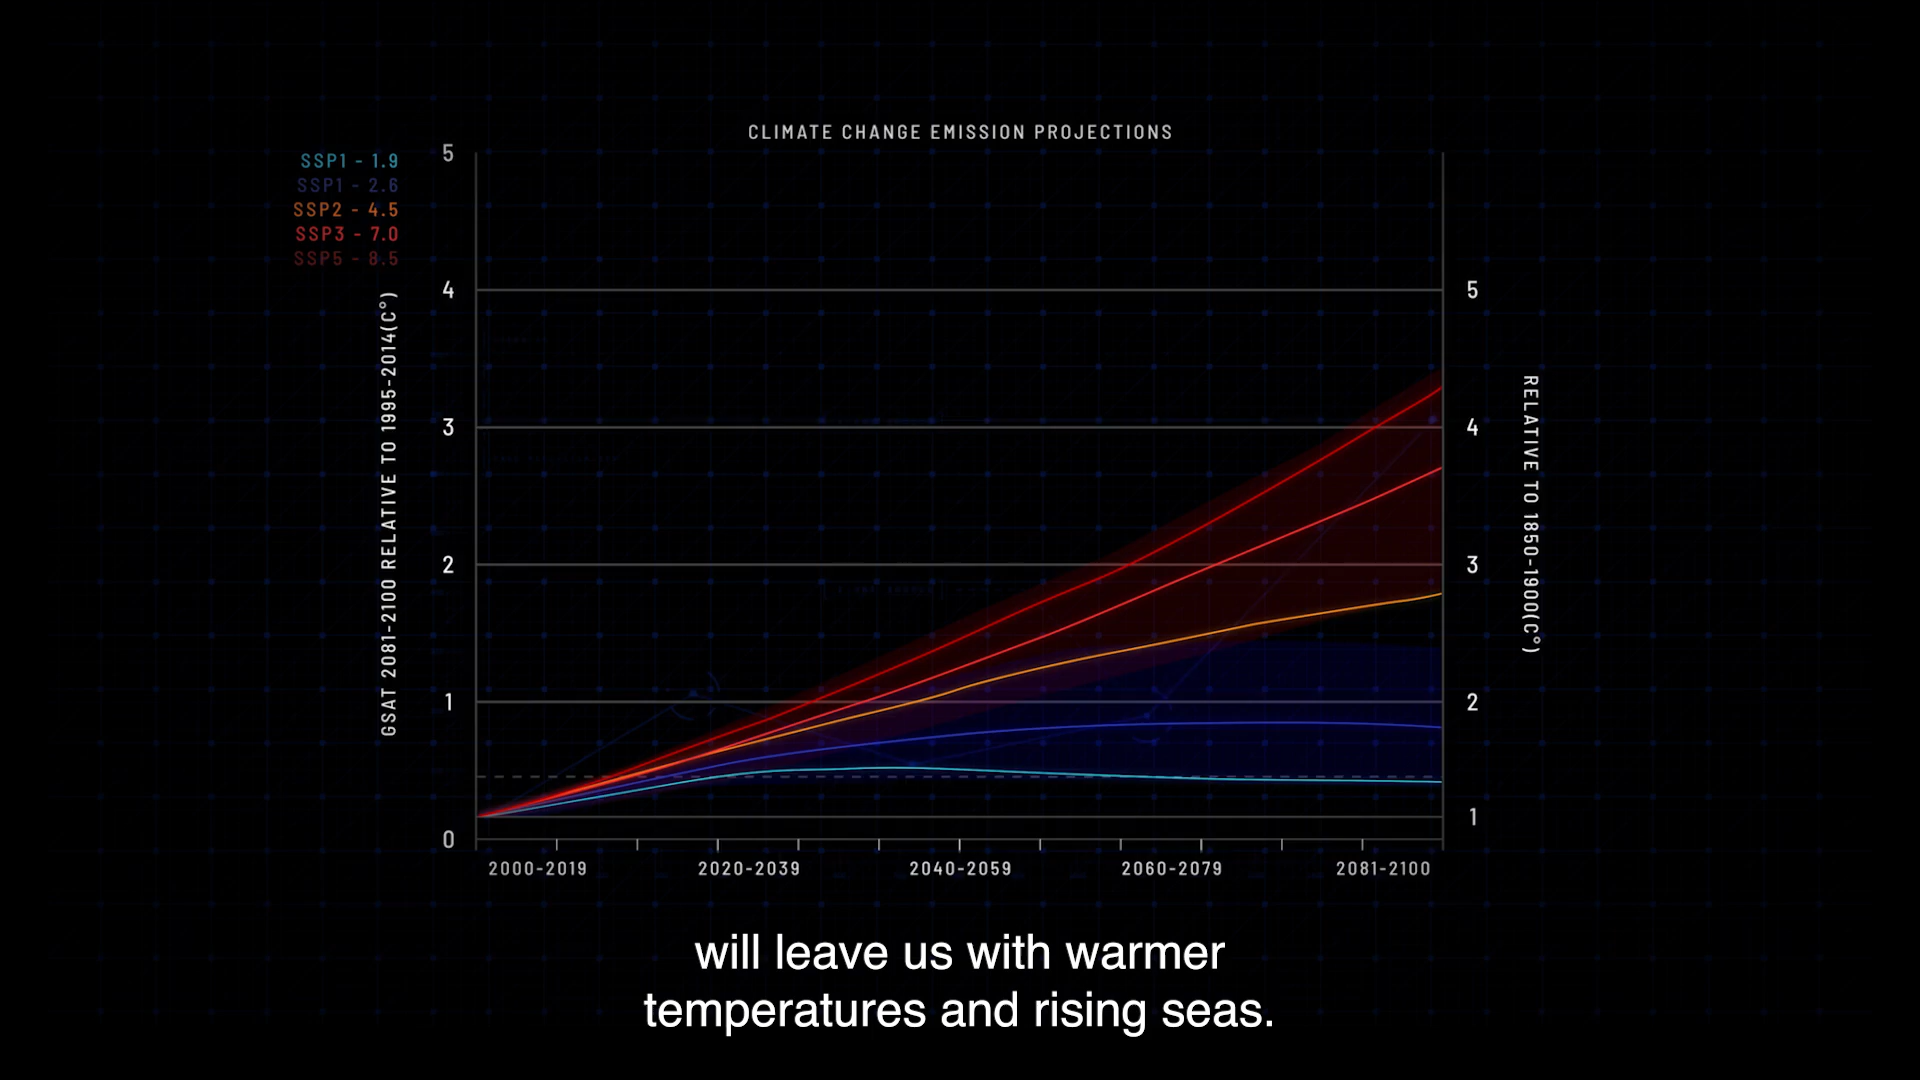 CLIMATE CHANGE EMISSION PROJECTIONS
SSP1 - 1.9
SSP1 - 2.6
SSP2 - 4.5
SSP3 - 7.0
SSP5 - 8.5
GSAT 2081-2100 RELATIVE TO 1995-2014(C°)
5
4
3
2
1
0
5
4
3
2
1
RELATIVE TO 1850-1900(C°)
2000-2019 2020-2039 2040-2059 2060-2079 2081-2100
will leave us with warmer
temperatures and rising seas.